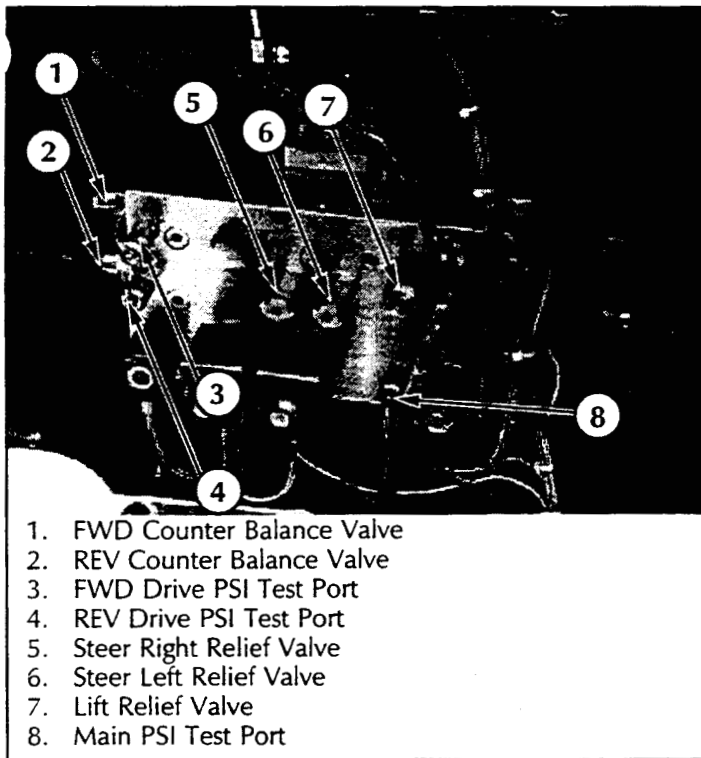 1
2
5
6
7
3
4
8
1. FWD Counter Balance Valve
2. REV Counter Balance Valve
3. FWD Drive PSI Test Port
4. REV Drive PSI Test Port
5. Steer Right Relief Valve
6. Steer Left Relief Valve
7. Lift Relief Valve
8. Main PSI Test Port